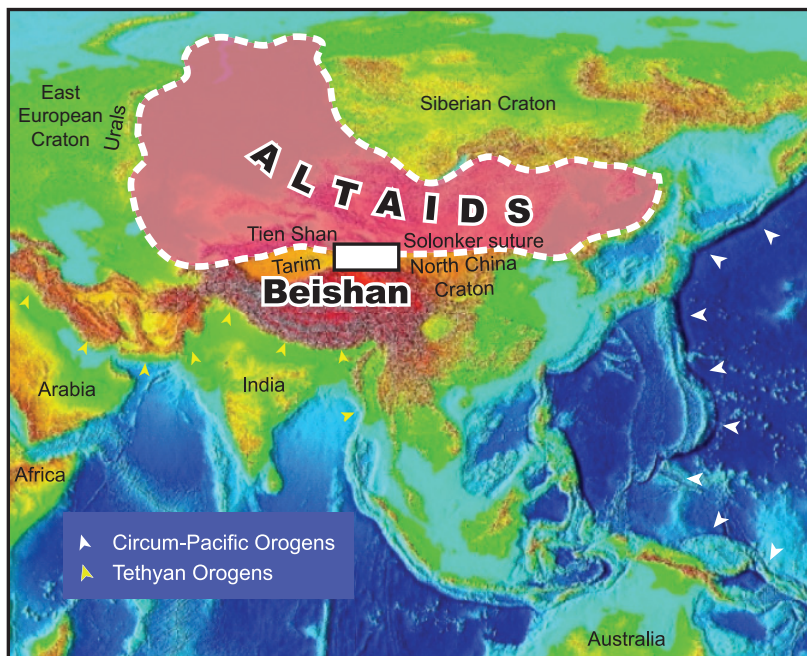 East
European
Craton
Urals
Siberian Craton
ALTAIDS
Tien Shan
Solonker suture
Tarim
North China
Craton
Beishan
Arabia
India
Africa
Circum-Pacific Orogens
Tethyan Orogens
Australia